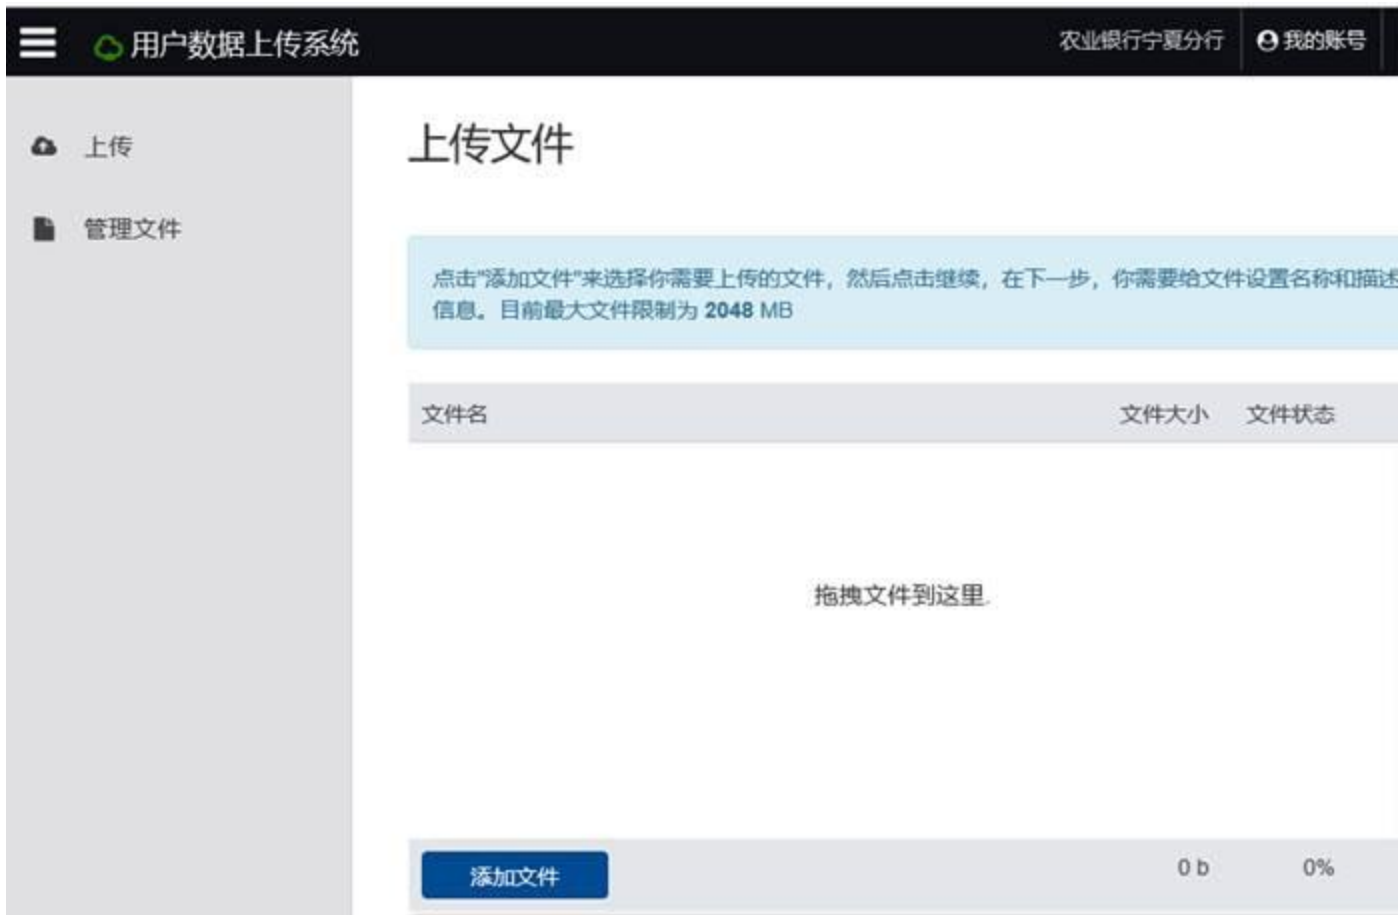 用户数据上传系统
农业银行宁夏分行
我的账号
上传
管理文件
上传文件
点击"添加文件"来选择你需要上传的文件，然后点击继续，在下一步，你需要给文件设置名称和描述
信息。目前最大文件限制为 2048 MB
文件名 文件大小 文件状态
拖拽文件到这里.
添加文件 0 b 0%